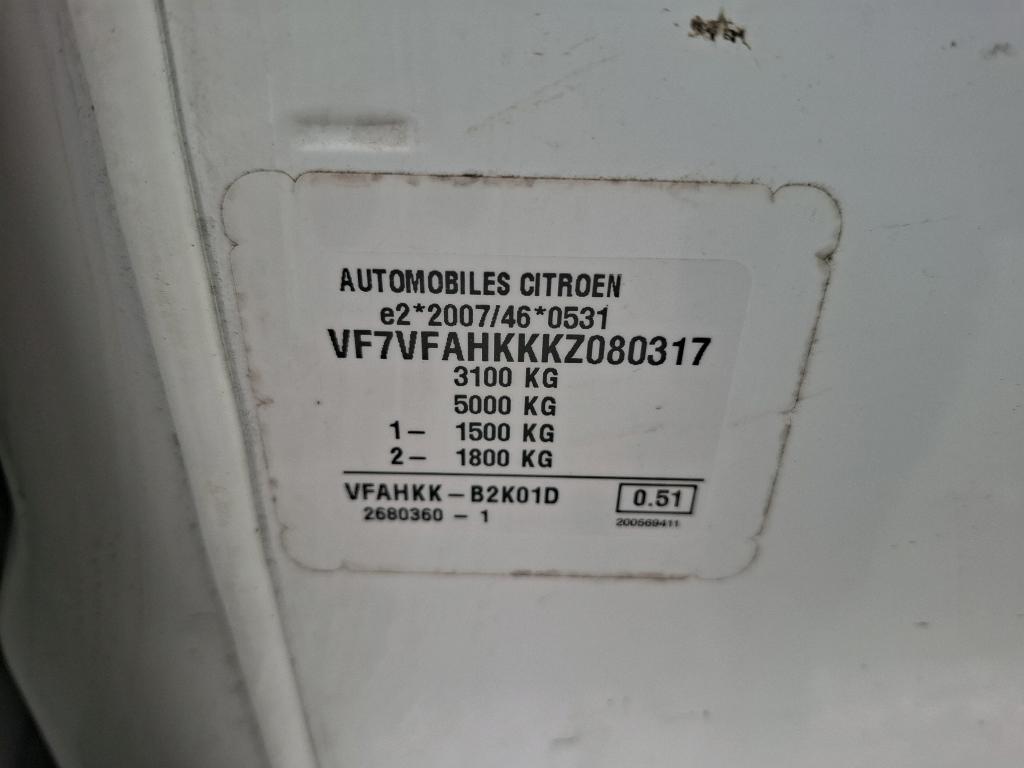 AUTOMOBILES CITROEN
e2*2007/46*0531
VF7VFAHKKKZ080317
3100 KG
5000 KG
1- 1500 KG
2- 1800 KG
VFAHKK-B2K01D 0.51
2680360-1 200569411